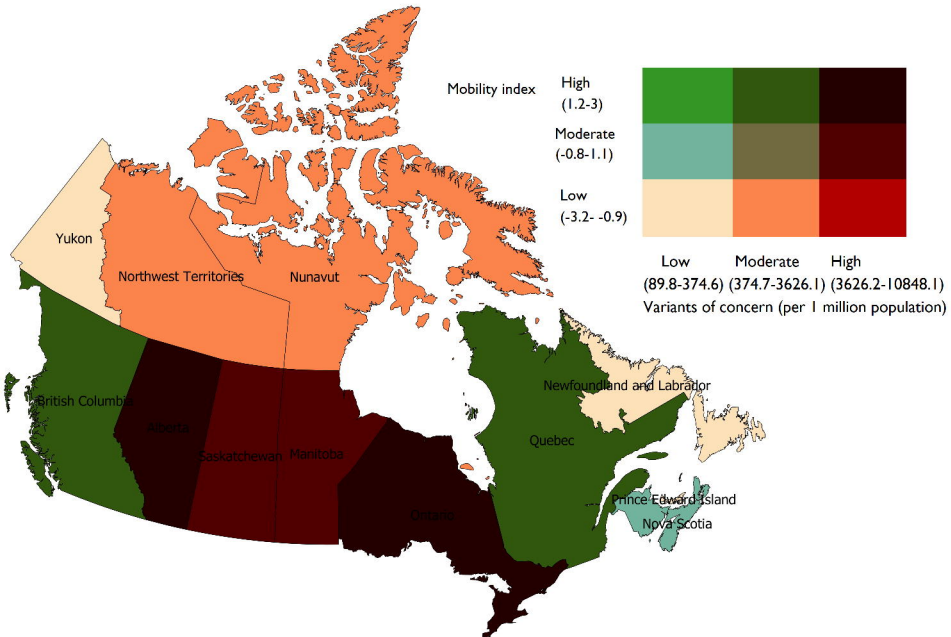 Mobility index
High
(1.2-3)
Moderate
(-0.8-1.1)
Low
(-3.2- -0.9)
Low
(89.8-374.6)
Moderate
(374.7-3626.1)
High
(3626.2-10848.1)
Variants of concern (per 1 million population)
Yukon
Northwest Territories
Nunavut
British Columbia
Alberta
Saskatchewan
Manitoba
Ontario
Quebec
Newfoundland and Labrador
Prince Edward Island
Nova Scotia